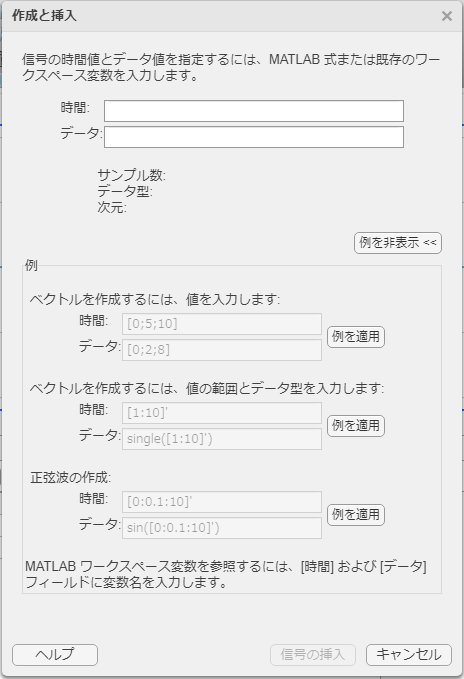 作成と挿入
信号の時間値とデータ値を指定するには、MATLAB 式または既存のワー
クスペース変数を入力します。
時間:
データ:
サンプル数:
データ型:
次元:
例を非表示 <<
例
ベクトルを作成するには、値を入力します:
時間: [0;5;10]
データ: [0;2;8]
例を適用
ベクトルを作成するには、値の範囲とデータ型を入力します:
時間: [1:10]'
データ: single([1:10]')
例を適用
正弦波の作成:
時間: [0:0.1:10]'
データ: sin([0:0.1:10]')
例を適用
MATLAB ワークスペース変数を参照するには、[時間] および [データ]
フィールドに変数名を入力します。
ヘルプ 信号の挿入 キャンセル